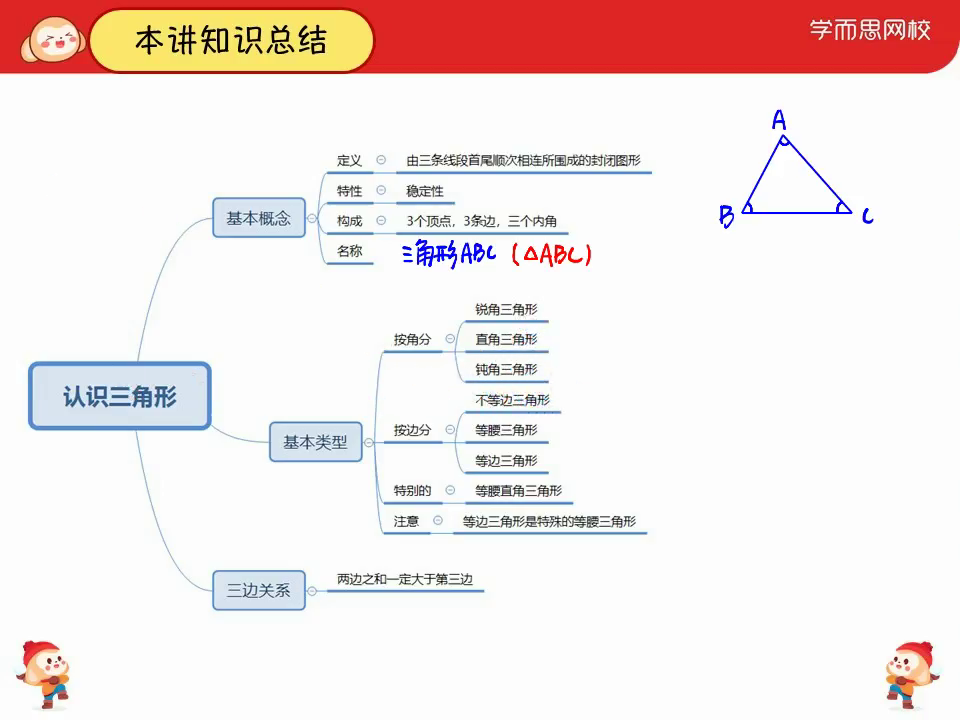 本讲知识总结
学而思网校
认识三角形
基本概念
定义 由三条线段首尾顺次相连所围成的封闭图形
特性 稳定性
构成 3个顶点，3条边，三个内角
名称 三角形ABC (△ABC)
基本类型
按角分
锐角三角形
直角三角形
钝角三角形
按边分
不等边三角形
等腰三角形
等边三角形
特别的 等腰直角三角形
注意 等边三角形是特殊的等腰三角形
三边关系 两边之和一定大于第三边
A
B
C